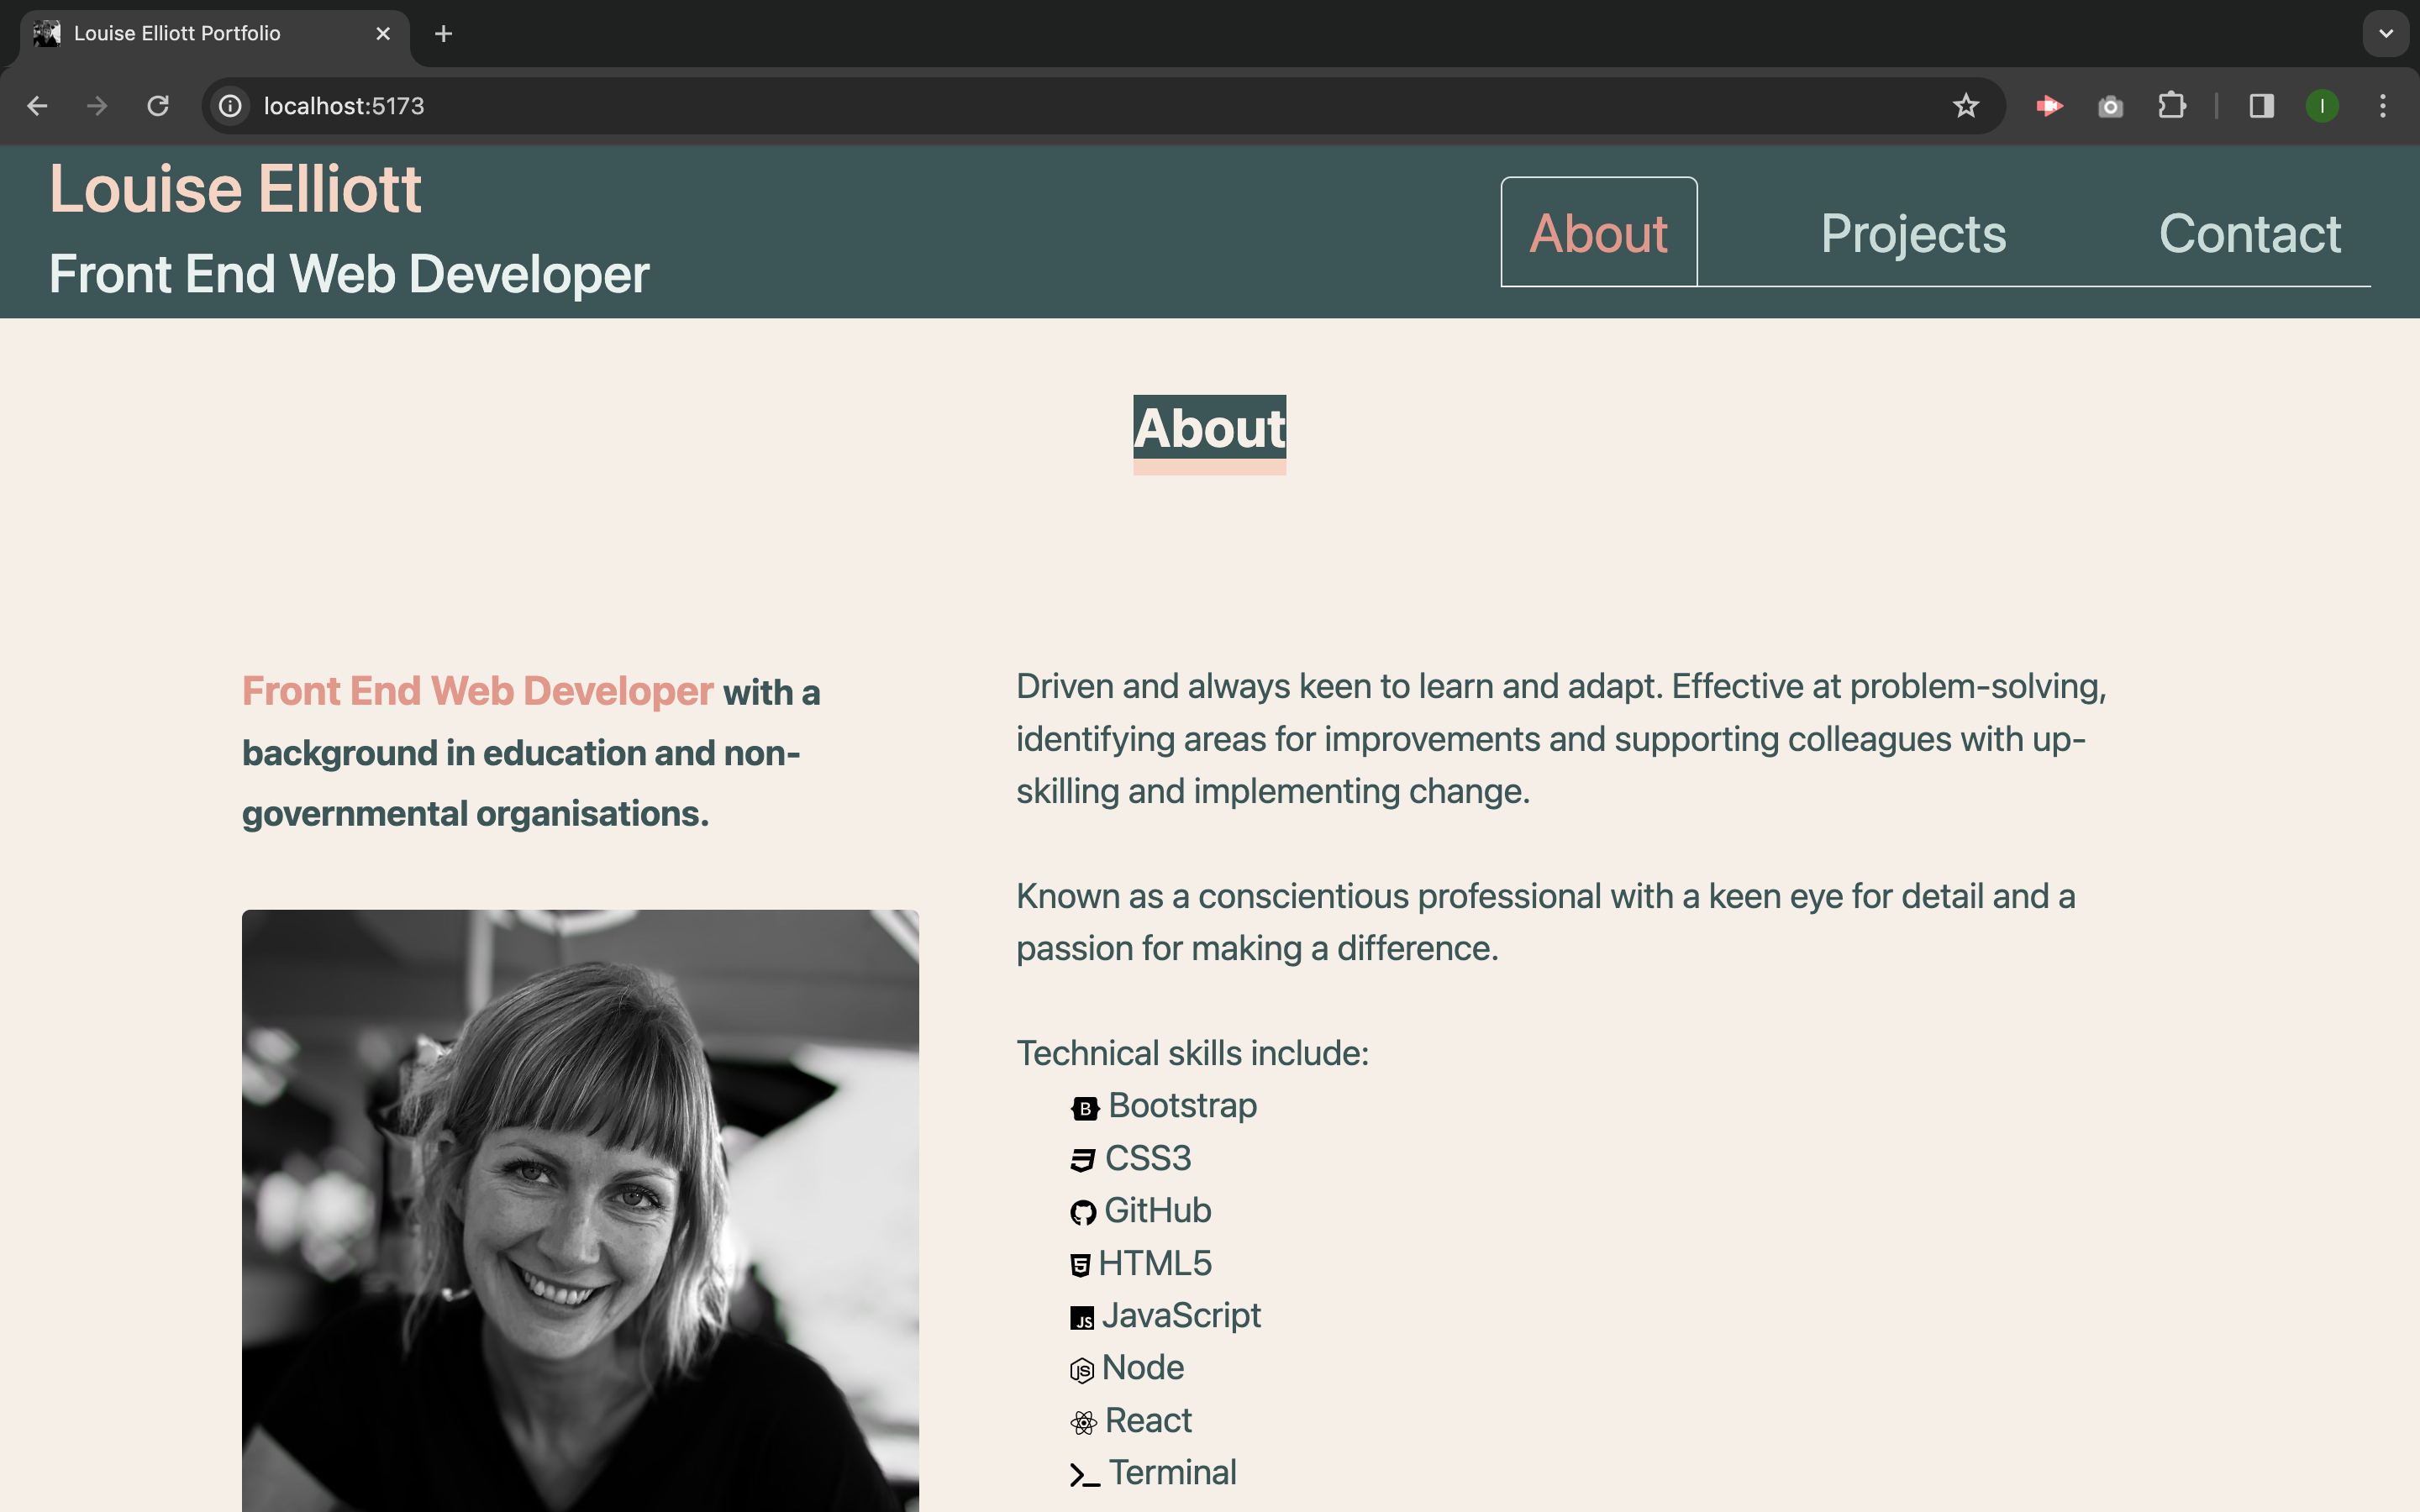 Louise Elliott Portfolio
localhost:5173
I
Louise Elliott
Front End Web Developer
About
Projects
Contact
About
Front End Web Developer with a
background in education and non-
governmental organisations.
Driven and always keen to learn and adapt. Effective at problem-solving,
identifying areas for improvements and supporting colleagues with up-
skilling and implementing change.
Known as a conscientious professional with a keen eye for detail and a
passion for making a difference.
Technical skills include:
B Bootstrap
CSS3
GitHub
5 HTML5
JS JavaScript
JS Node
React
Terminal